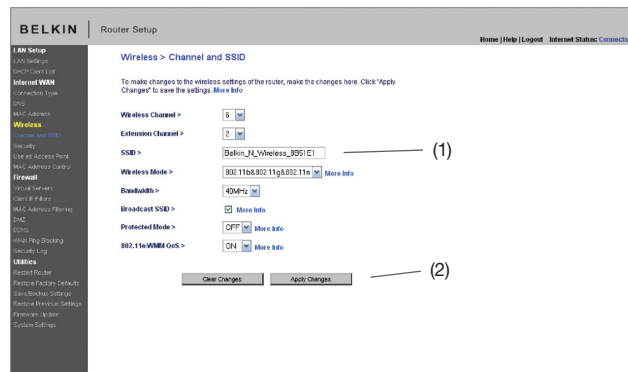 BELKIN | Router Setup
Home | Help | Logout Internet Status: Connectio
LAN Setup
LAN Settings
DHCP Client List
Internet WAN
Connection Type
DNS
MAC Address
Wireless
Channel and SSID
Security
Use as Access Point
MAC Address Control
Firewall
Virtual Servers
Client IP Filters
MAC Address Filtering
DMZ
DDNS
WAN Ping Blocking
Security Log
Utilities
Restart Router
Restore Factory Defaults
Save/Backup Settings
Restore Previous Settings
Firmware Update
System Settings
Wireless > Channel and SSID
To make changes to the wireless settings of the router, make the changes here. Click "Apply
Changes" to save the settings. More Info
Wireless Channel > 6
Extension Channel > 2
SSID > Belkin_N_Wireless_8B51E1 (1)
Wireless Mode > 802.11b&802.11g&802.11n More Info
Bandwidth > 40MHz
Broadcast SSID > More Info
Protected Mode > OFF More Info
802.11e/WMM QoS > ON More Info
Clear Changes Apply Changes (2)